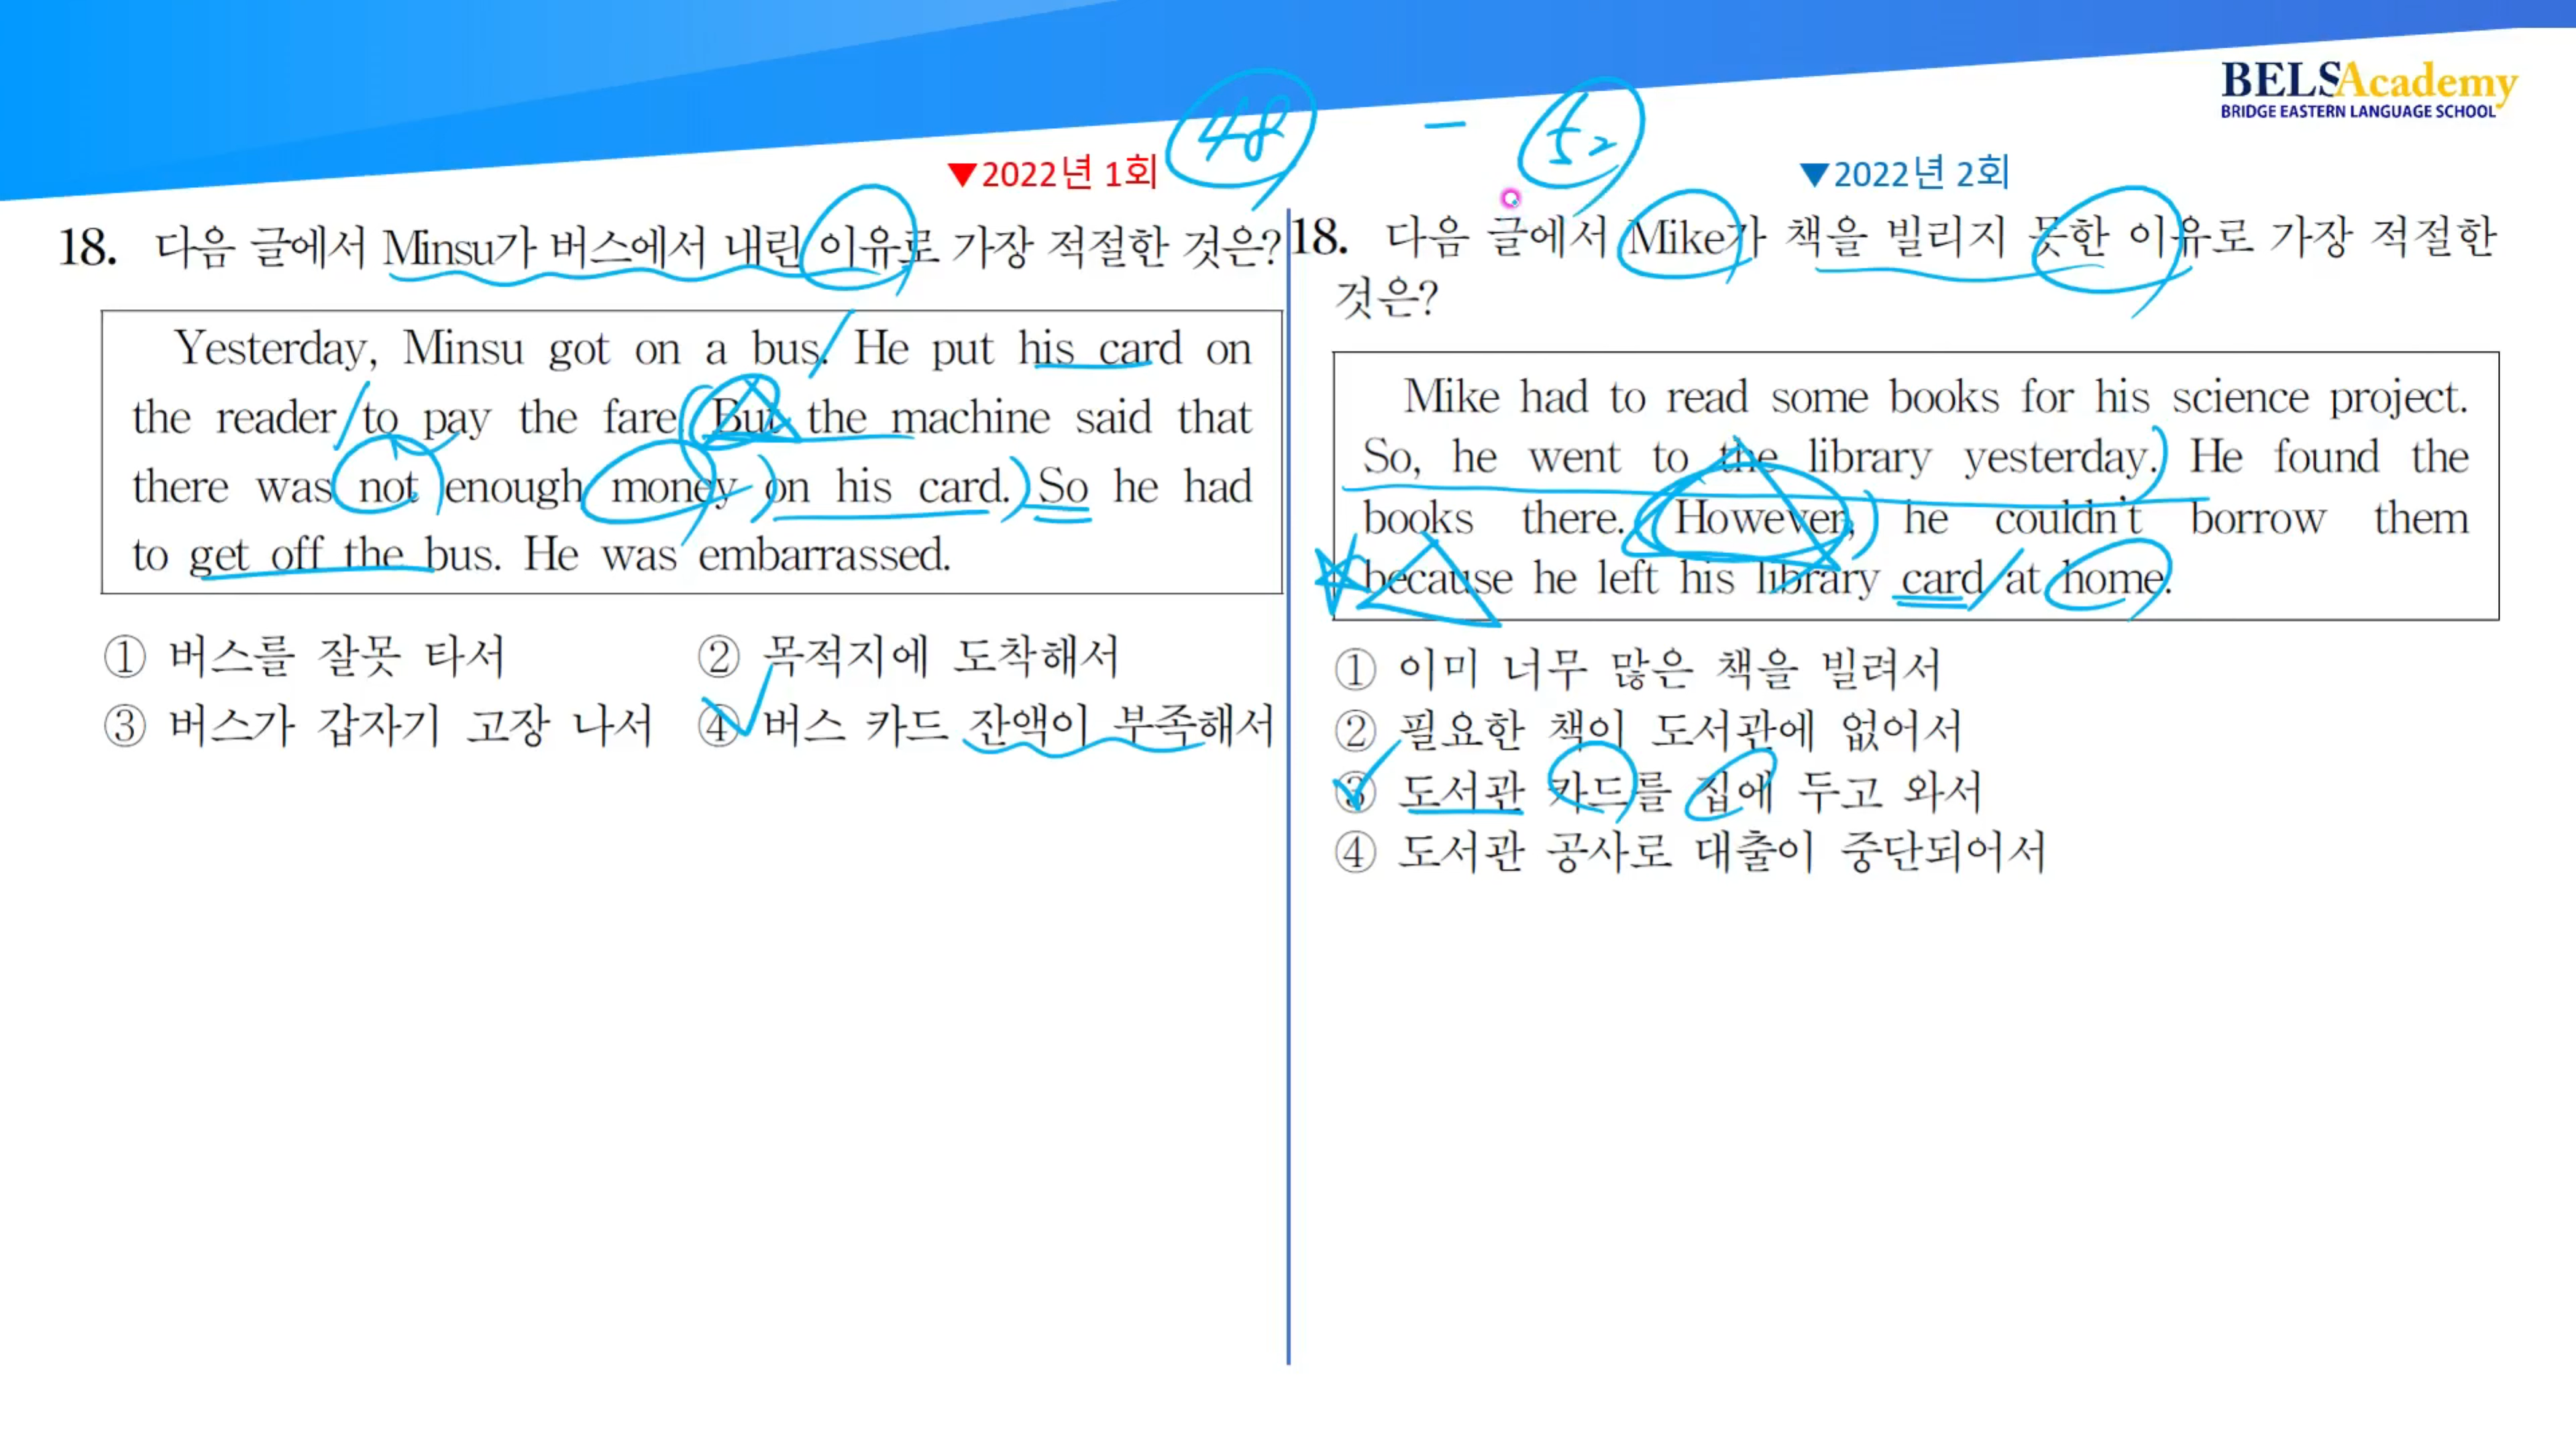 BELSAcademy
BRIDGE EASTERN LANGUAGE SCHOOL
48 - 52
▼2022년 1회
18. 다음 글에서 Minsu가 버스에서 내린 이유로 가장 적절한 것은?
Yesterday, Minsu got on a bus. He put his card on
the reader to pay the fare. But the machine said that
there was not enough money on his card. So he had
to get off the bus. He was embarrassed.
① 버스를 잘못 타서 ② 목적지에 도착해서
③ 버스가 갑자기 고장 나서 ④ 버스 카드 잔액이 부족해서
▼2022년 2회
18. 다음 글에서 Mike가 책을 빌리지 못한 이유로 가장 적절한
것은?
Mike had to read some books for his science project.
So, he went to the library yesterday. He found the
books there. However, he couldn't borrow them
because he left his library card at home.
① 이미 너무 많은 책을 빌려서
② 필요한 책이 도서관에 없어서
③ 도서관 카드를 집에 두고 와서
④ 도서관 공사로 대출이 중단되어서